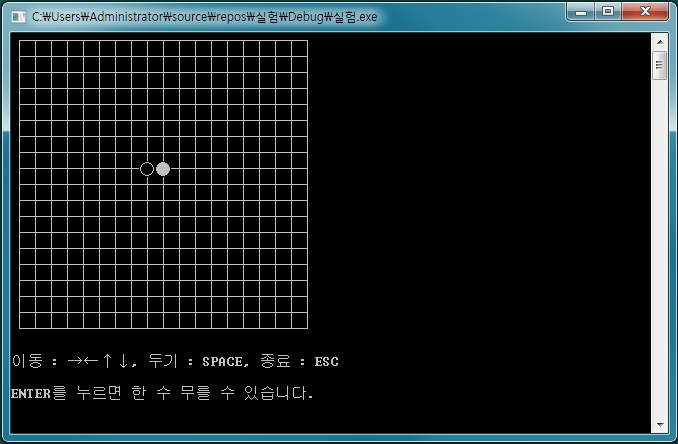 C:₩Users₩Administrator₩source₩repos₩실험₩Debug₩실험.exe
이동 : →←↑↓, 두기 : SPACE, 종료 : ESC
ENTER를 누르면 한 수 무를 수 있습니다.